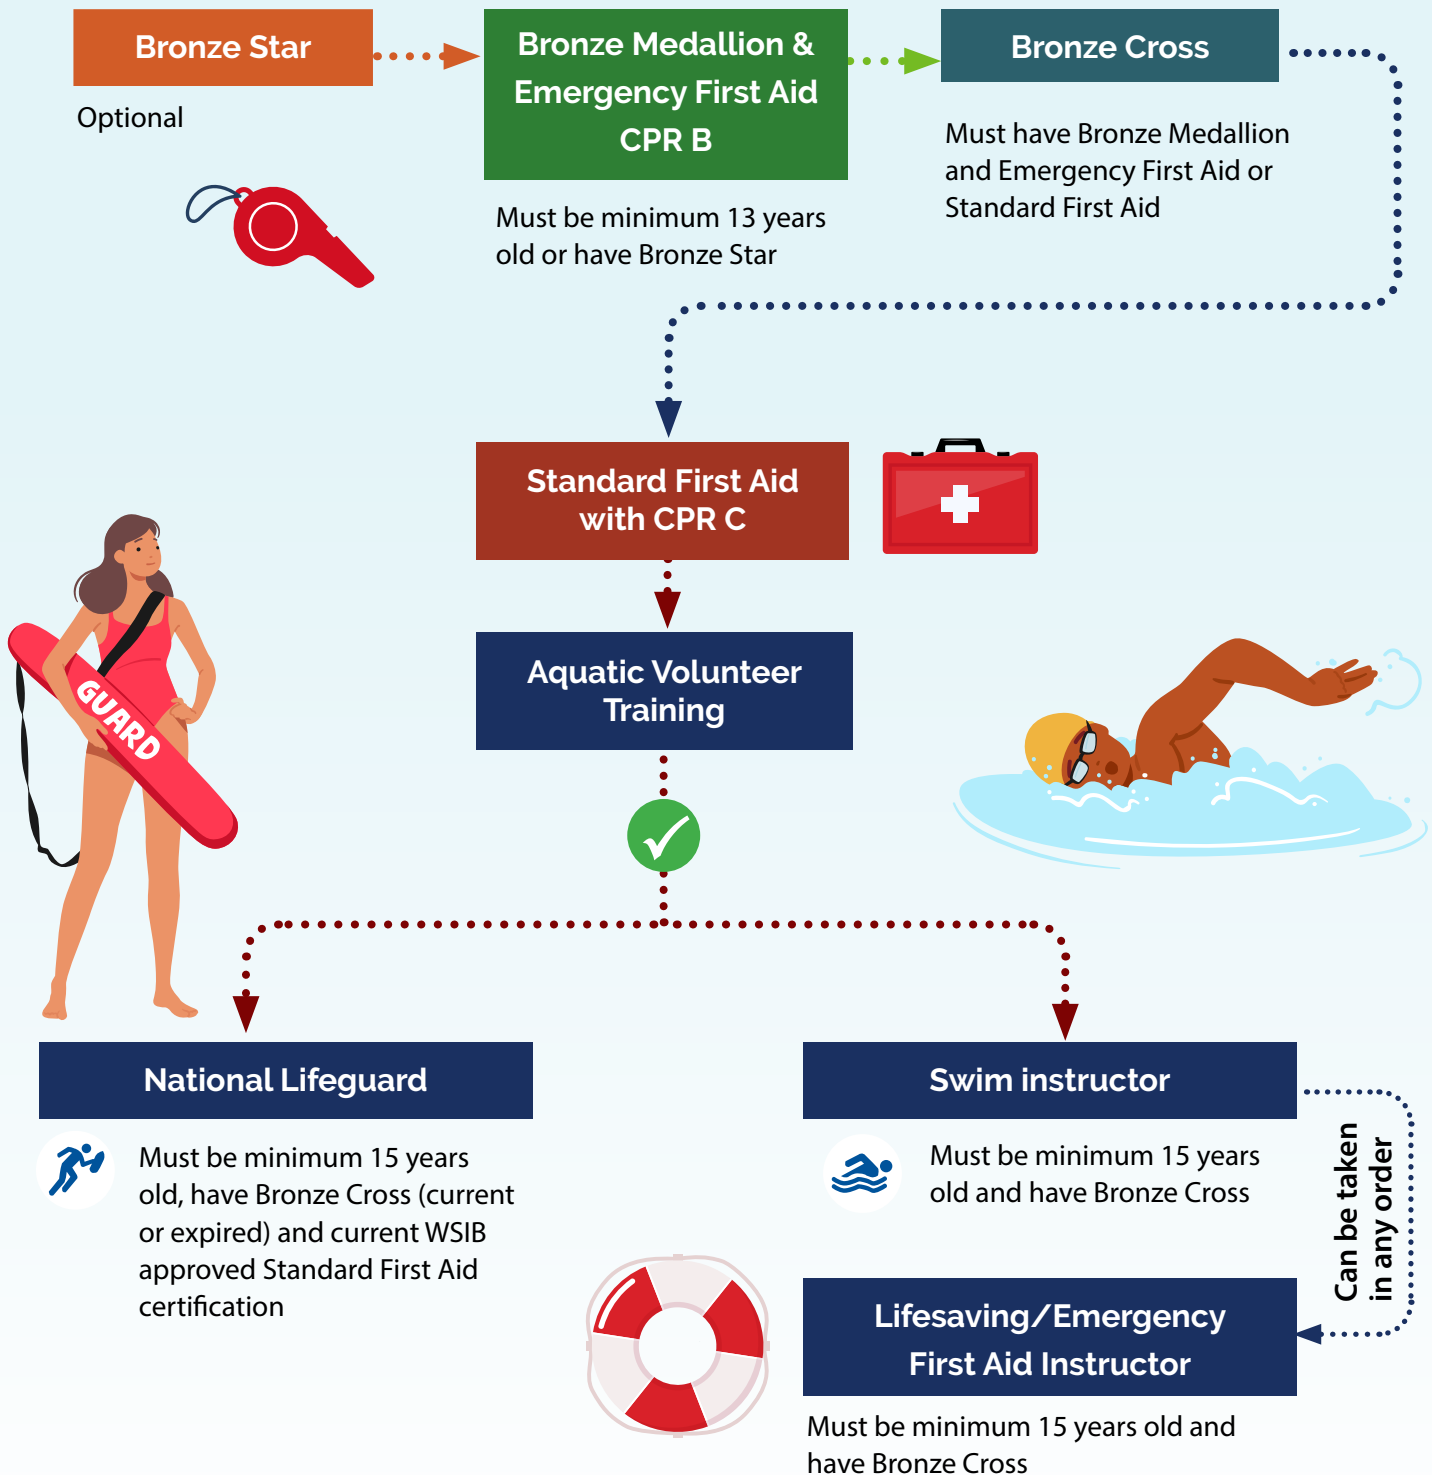 Bronze Star
Optional
Bronze Medallion &
Emergency First Aid
CPR B
Must be minimum 13 years
old or have Bronze Star
Bronze Cross
Must have Bronze Medallion
and Emergency First Aid or
Standard First Aid
Standard First Aid
with CPR C
Aquatic Volunteer
Training
GUARD
National Lifeguard
Must be minimum 15 years
old, have Bronze Cross (current
or expired) and current WSIB
approved Standard First Aid
certification
Swim instructor
Must be minimum 15 years
old and have Bronze Cross
Can be taken
in any order
Lifesaving/Emergency
First Aid Instructor
Must be minimum 15 years old and
have Bronze Cross